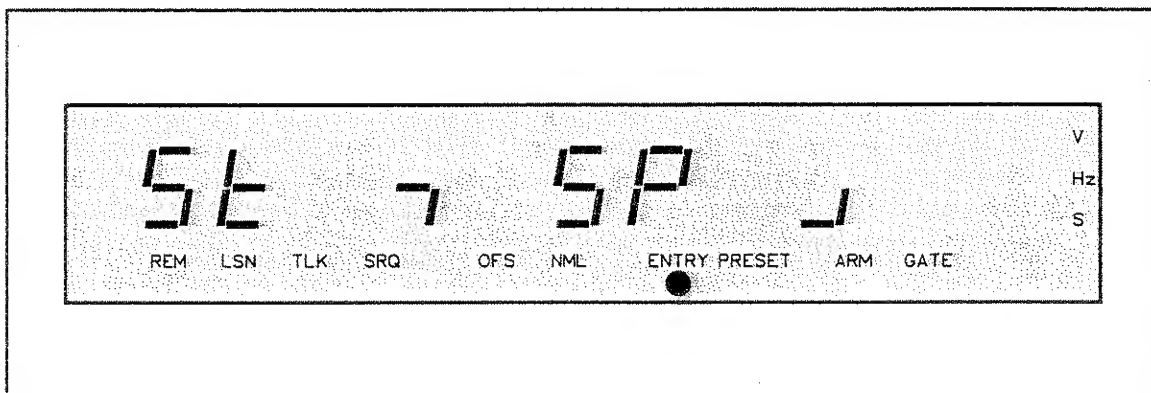 V
St ㄱ SP ┘
Hz
S
REM LSN TLK SRQ OFS NML ENTRY PRESET ARM GATE